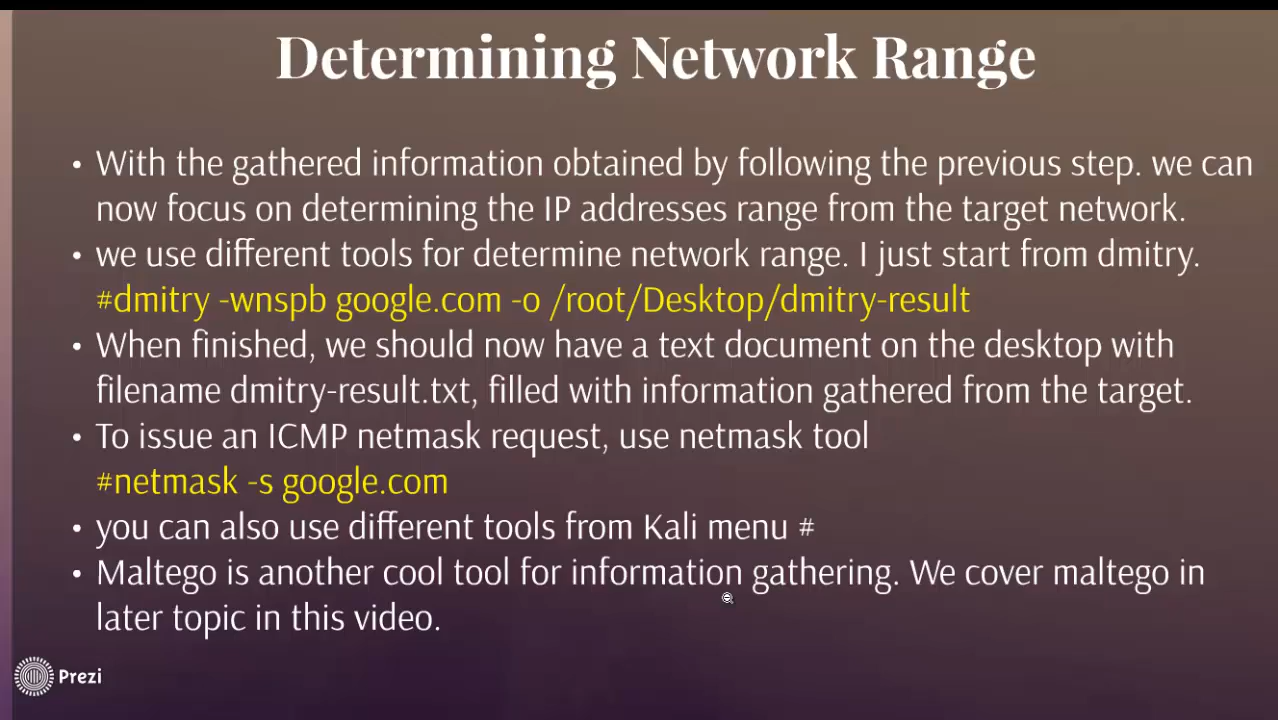 Determining Network Range
• With the gathered information obtained by following the previous step. we can
now focus on determining the IP addresses range from the target network.
• we use different tools for determine network range. I just start from dmitry.
#dmitry -wnspb google.com -o /root/Desktop/dmitry-result
• When finished, we should now have a text document on the desktop with
filename dmitry-result.txt, filled with information gathered from the target.
• To issue an ICMP netmask request, use netmask tool
#netmask -s google.com
• you can also use different tools from Kali menu #
• Maltego is another cool tool for information gathering. We cover maltego in
later topic in this video.
Prezi